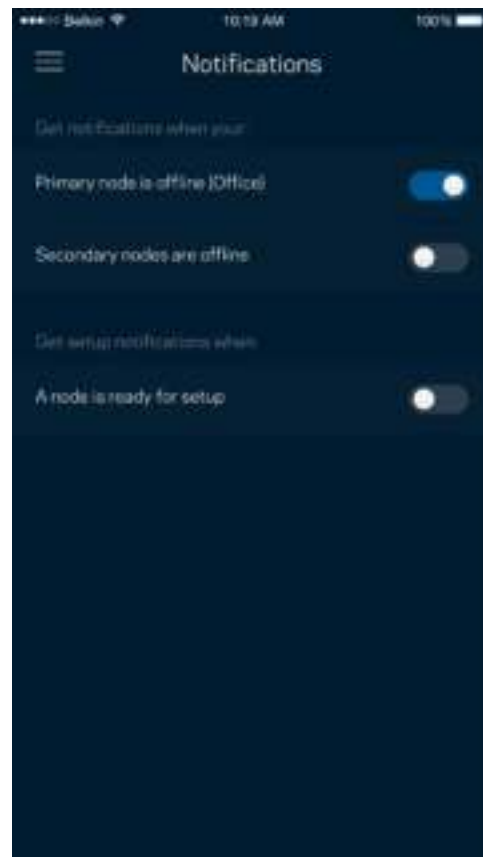 Belkin 10:19 AM 100%
Notifications
Get notifications when your:
Primary node is offline (Office)
Secondary nodes are offline
Get setup notifications when:
A node is ready for setup